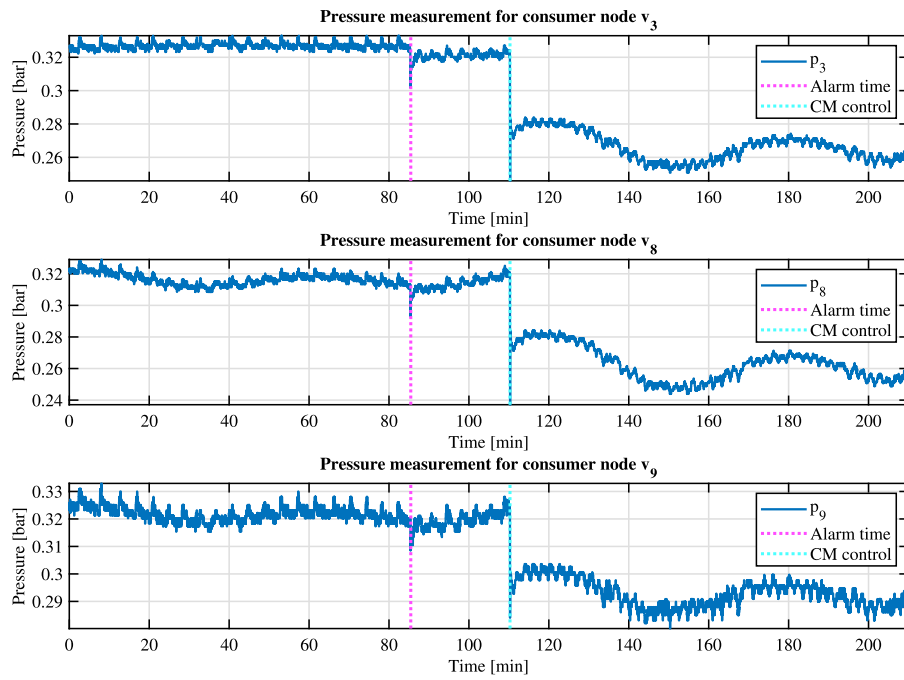 Pressure measurement for consumer node v3
Pressure [bar]
0.32
0.3
0.28
0.26
0 20 40 60 80 100 120 140 160 180 200
Time [min]
p3
Alarm time
CM control
Pressure measurement for consumer node v8
Pressure [bar]
0.32
0.3
0.28
0.26
0.24
0 20 40 60 80 100 120 140 160 180 200
Time [min]
p8
Alarm time
CM control
Pressure measurement for consumer node v9
Pressure [bar]
0.33
0.32
0.31
0.3
0.29
0 20 40 60 80 100 120 140 160 180 200
Time [min]
p9
Alarm time
CM control